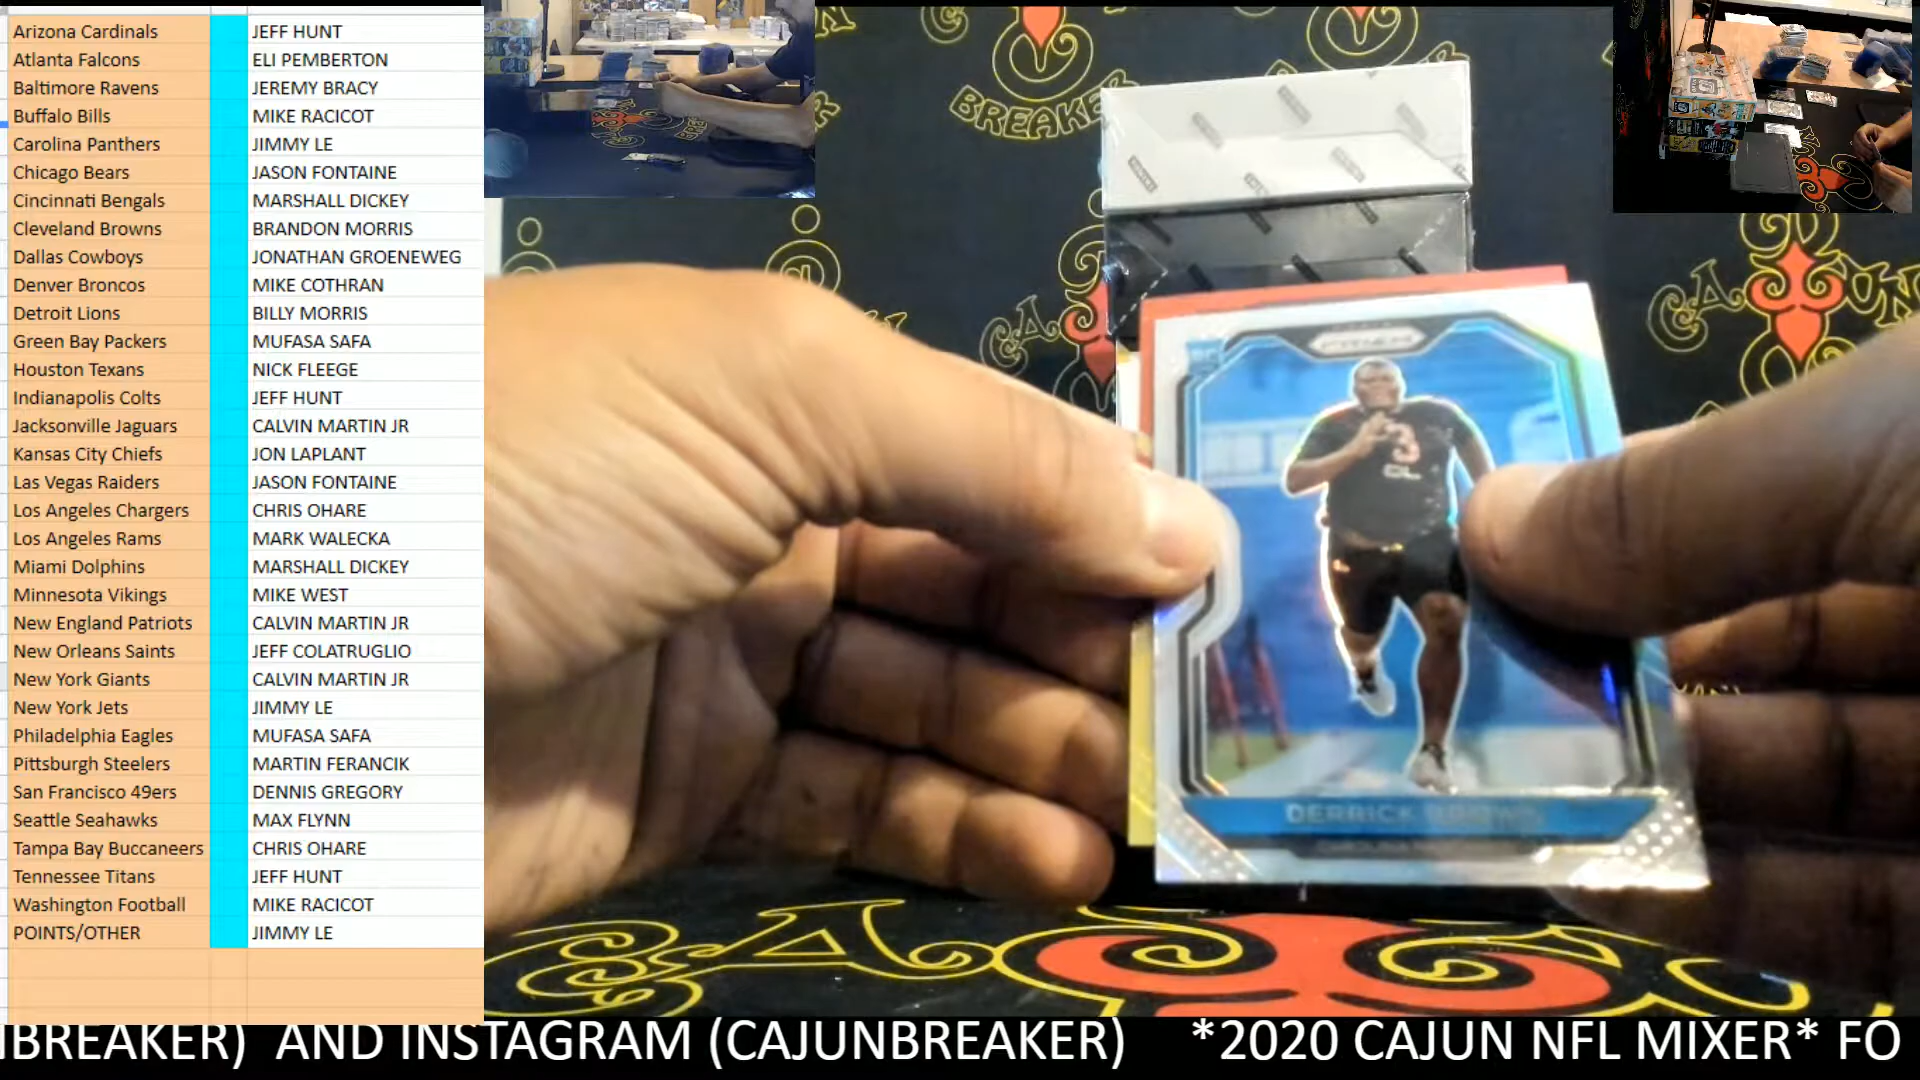 Arizona Cardinals JEFF HUNT
Atlanta Falcons ELI PEMBERTON
Baltimore Ravens JEREMY BRACY
Buffalo Bills MIKE RACICOT
Carolina Panthers JIMMY LE
Chicago Bears JASON FONTAINE
Cincinnati Bengals MARSHALL DICKEY
Cleveland Browns BRANDON MORRIS
Dallas Cowboys JONATHAN GROENEWEG
Denver Broncos MIKE COTHRAN
Detroit Lions BILLY MORRIS
Green Bay Packers MUFASA SAFA
Houston Texans NICK FLEEGE
Indianapolis Colts JEFF HUNT
Jacksonville Jaguars CALVIN MARTIN JR
Kansas City Chiefs JON LAPLANT
Las Vegas Raiders JASON FONTAINE
Los Angeles Chargers CHRIS OHARE
Los Angeles Rams MARK WALECKA
Miami Dolphins MARSHALL DICKEY
Minnesota Vikings MIKE WEST
New England Patriots CALVIN MARTIN JR
New Orleans Saints JEFF COLATRUGLIO
New York Giants CALVIN MARTIN JR
New York Jets JIMMY LE
Philadelphia Eagles MUFASA SAFA
Pittsburgh Steelers MARTIN FERANCIK
San Francisco 49ers DENNIS GREGORY
Seattle Seahawks MAX FLYNN
Tampa Bay Buccaneers CHRIS OHARE
Tennessee Titans JEFF HUNT
Washington Football MIKE RACICOT
POINTS/OTHER JIMMY LE
BREAKER
PRIZM
RC
3
DL
DERRICK BROWN
NBREAKER) AND INSTAGRAM (CAJUNBREAKER) *2020 CAJUN NFL MIXER* FO